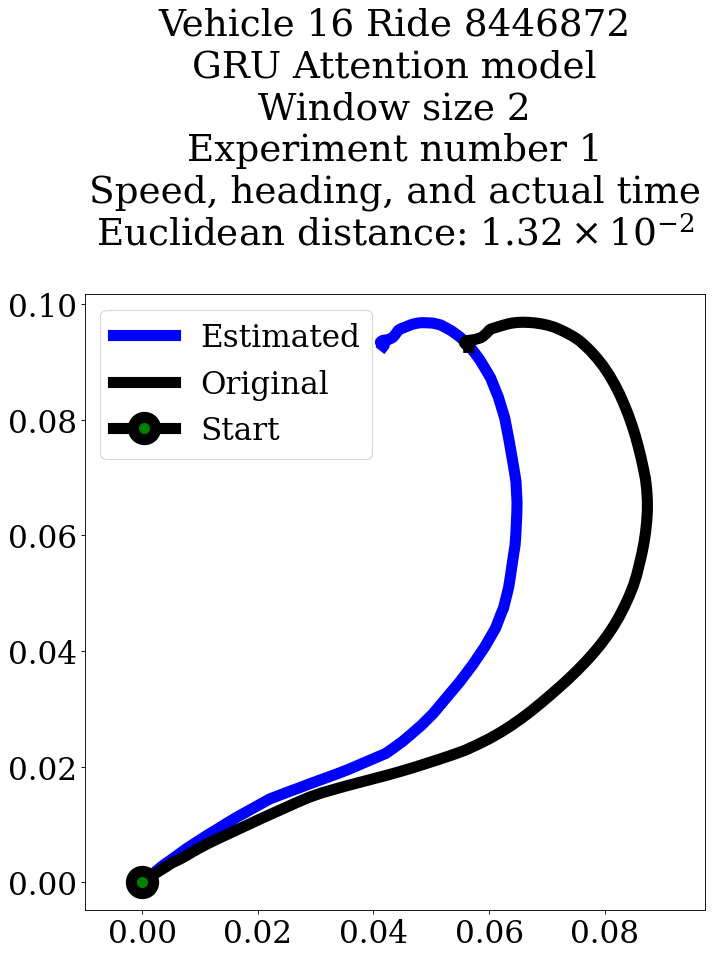 Vehicle 16 Ride 8446872
GRU Attention model
Window size 2
Experiment number 1
Speed, heading, and actual time
Euclidean distance: 1.32 × 10⁻²
0.10
0.08
0.06
0.04
0.02
0.00
Estimated
Original
Start
0.00 0.02 0.04 0.06 0.08